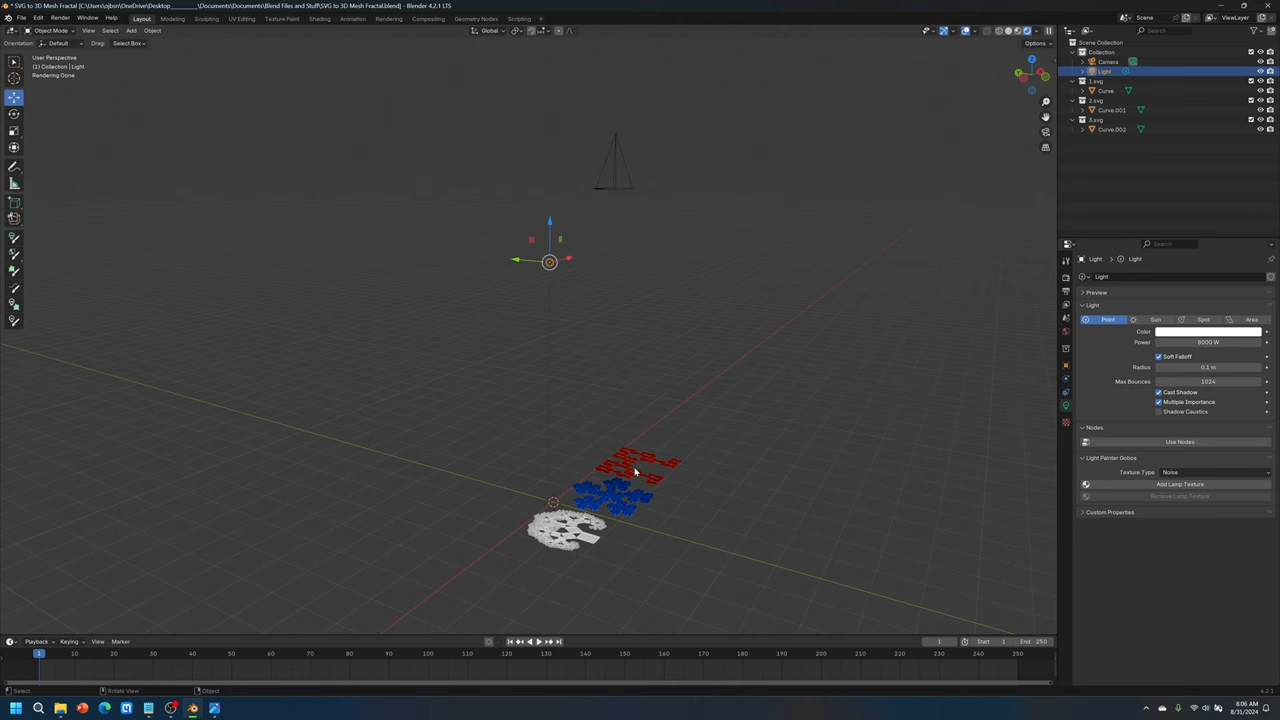 * SVG to 3D Mesh Fractal [C:\Users\ojbsn\OneDrive\Desktop_________\Documents\Documents\Blend Files and Stuff\SVG to 3D Mesh Fractal.blend] - Blender 4.2.1 LTS
File Edit Render Window Help Layout Modeling Sculpting UV Editing Texture Paint Shading Animation Rendering Compositing Geometry Nodes Scripting Scene ViewLayer
Object Mode View Select Add Object Global Search
Orientation: Default Drag: Select Box Options
User Perspective
(1) Collection | Light
Rendering Done
Scene Collection
Collection
Camera
Light
1.svg
Curve
2.svg
Curve.001
3.svg
Curve.002
Search
Light Light
Light
Preview
Light
Point Sun Spot Area
Color
Power 8000 W
Soft Falloff
Radius 0.1 m
Max Bounces 1024
Cast Shadow
Multiple Importance
Shadow Caustics
Nodes
Use Nodes
Light Painter Gobos
Texture Type Noise
Add Lamp Texture
Remove Lamp Texture
Custom Properties
Playback Keying View Marker 1 Start 1 End 250
1 10 20 30 40 50 60 70 80 90 100 110 120 130 140 150 160 170 180 190 200 210 220 230 240 250
Select Rotate View Object 4.2.1
8:06 AM
8/31/2024